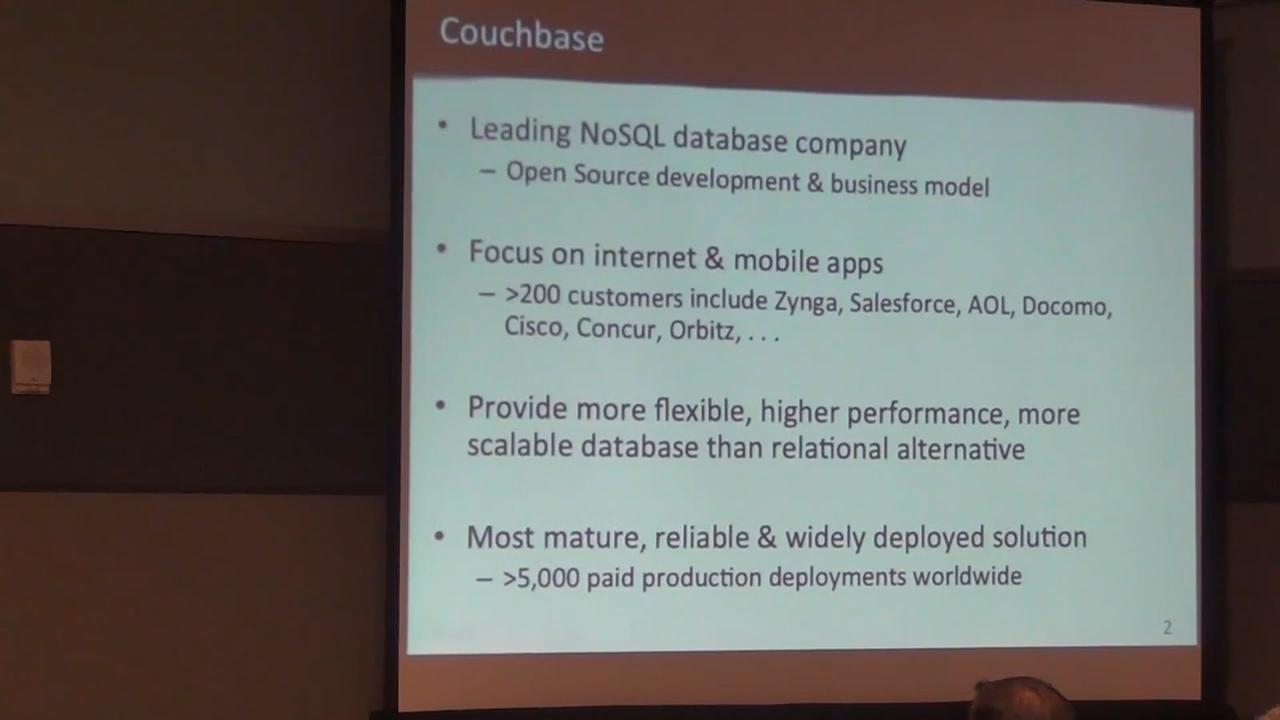 Couchbase
• Leading NoSQL database company
– Open Source development & business model
• Focus on internet & mobile apps
– >200 customers include Zynga, Salesforce, AOL, Docomo,
Cisco, Concur, Orbitz, . . .
• Provide more flexible, higher performance, more
scalable database than relational alternative
• Most mature, reliable & widely deployed solution
– >5,000 paid production deployments worldwide
2